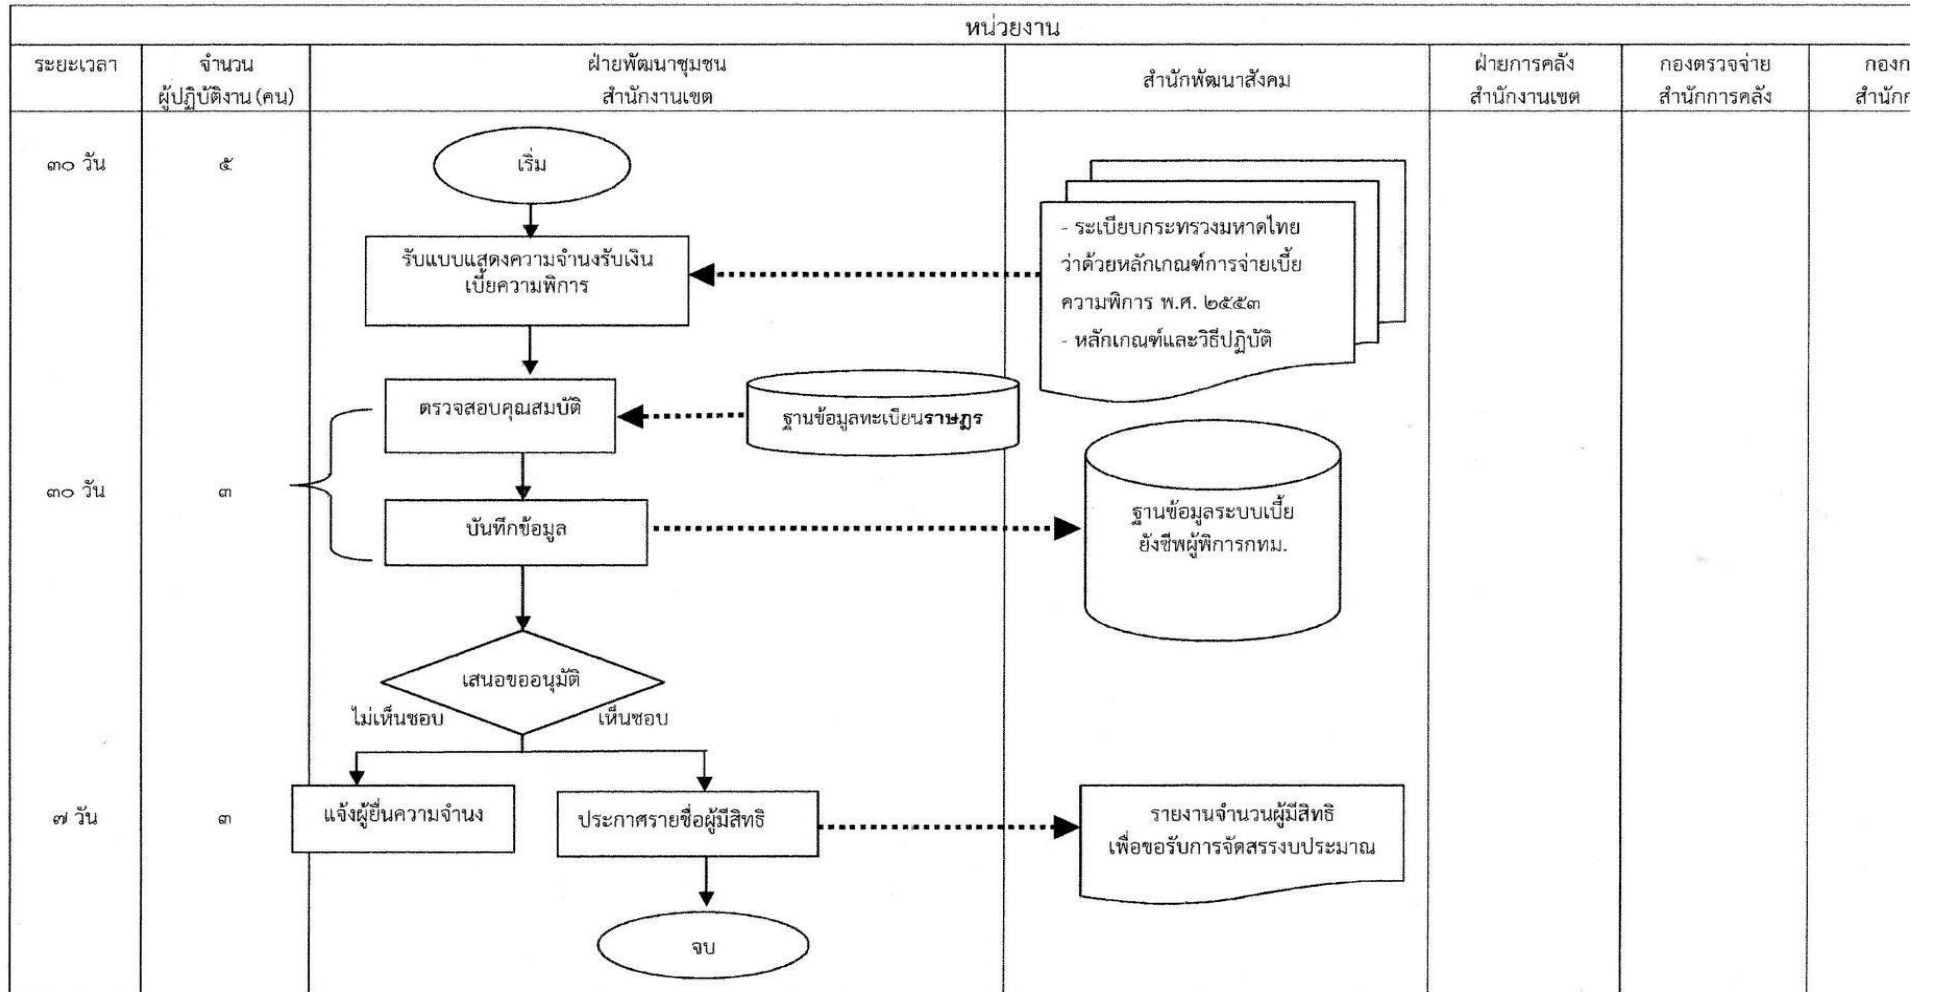 หน่วยงาน
ระยะเวลา
จำนวน
ผู้ปฏิบัติงาน (คน)
ฝ่ายพัฒนาชุมชน
สำนักงานเขต
สำนักพัฒนาสังคม
ฝ่ายการคลัง
สำนักงานเขต
กองตรวจจ่าย
สำนักการคลัง
๓๐ วัน
๕
เริ่ม
รับแบบแสดงความจำนงรับเงิน
เบี้ยความพิการ
- ระเบียบกระทรวงมหาดไทย
ว่าด้วยหลักเกณฑ์การจ่ายเบี้ย
ความพิการ พ.ศ. ๒๕๕๓
- หลักเกณฑ์และวิธีปฏิบัติ
ตรวจสอบคุณสมบัติ
ฐานข้อมูลทะเบียนราษฎร
๓๐ วัน
๓
บันทึกข้อมูล
ฐานข้อมูลระบบเบี้ย
ยังชีพผู้พิการกทม.
เสนอขออนุมัติ
ไม่เห็นชอบ
เห็นชอบ
๗ วัน
๓
แจ้งผู้ยื่นความจำนง
ประกาศรายชื่อผู้มีสิทธิ
รายงานจำนวนผู้มีสิทธิ
เพื่อขอรับการจัดสรรงบประมาณ
จบ